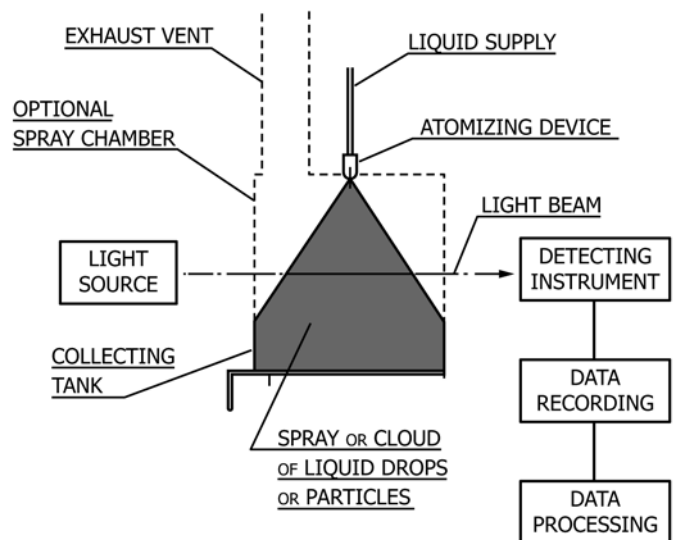 EXHAUST VENT
LIQUID SUPPLY
OPTIONAL
SPRAY CHAMBER
ATOMIZING DEVICE
LIGHT BEAM
LIGHT
SOURCE
DETECTING
INSTRUMENT
COLLECTING
TANK
DATA
RECORDING
SPRAY OR CLOUD
OF LIQUID DROPS
OR PARTICLES
DATA
PROCESSING